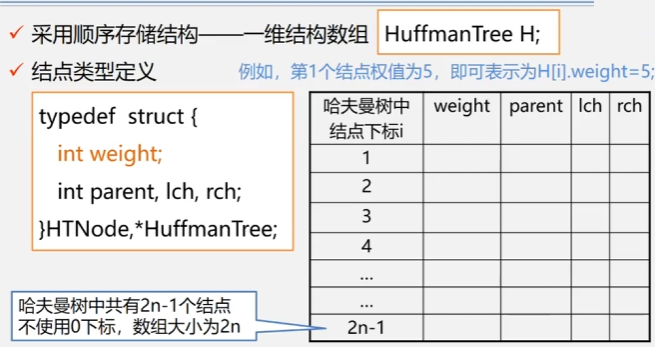 ✓ 采用顺序存储结构——一维结构数组 HuffmanTree H;
✓ 结点类型定义 例如，第1个结点权值为5，即可表示为H[i].weight=5;
typedef struct {
int weight;
int parent, lch, rch;
}HTNode,*HuffmanTree;
哈夫曼树中共有2n-1个结点
不使用0下标，数组大小为2n
哈夫曼树中 weight parent lch rch
结点下标i
1
2
3
4
...
...
2n-1